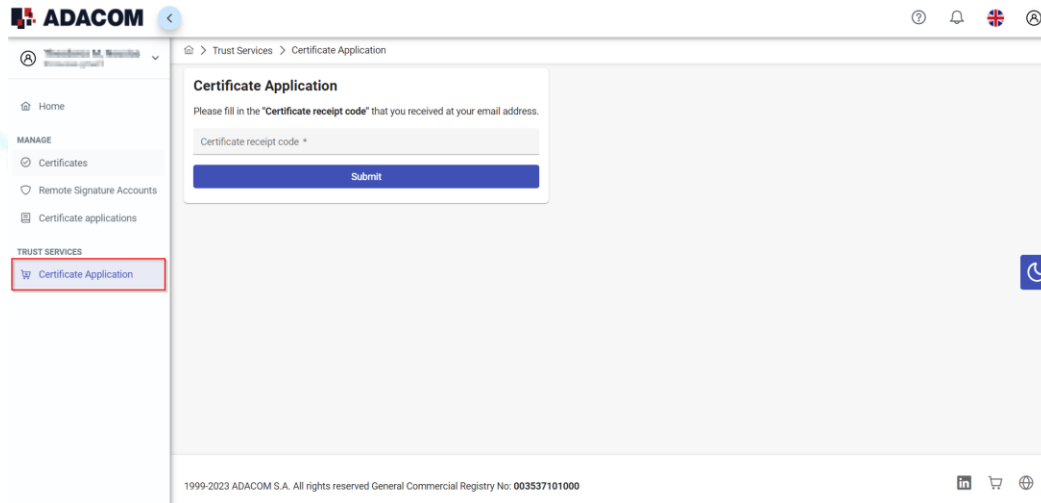 ADACOM
Trust Services > Certificate Application
Home
MANAGE
Certificates
Remote Signature Accounts
Certificate applications
TRUST SERVICES
Certificate Application
Certificate Application
Please fill in the "Certificate receipt code" that you received at your email address.
Certificate receipt code *
Submit
1999-2023 ADACOM S.A. All rights reserved General Commercial Registry No: 003537101000